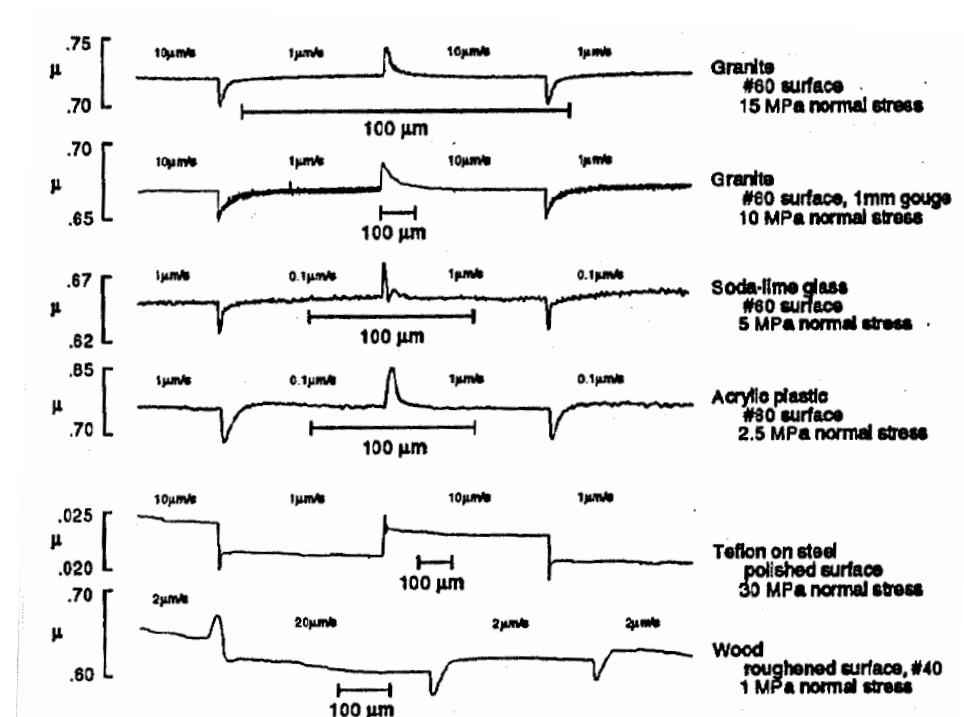 .75
μ
.70
10μm/s 1μm/s 10μm/s 1μm/s
100 μm
Granite
#60 surface
15 MPa normal stress
.70
μ
.65
10μm/s 1μm/s 10μm/s 1μm/s
100 μm
Granite
#60 surface, 1mm gouge
10 MPa normal stress
.67
μ
.62
1μm/s 0.1μm/s 1μm/s 0.1μm/s
100 μm
Soda-lime glass
#60 surface
5 MPa normal stress
.85
μ
.70
1μm/s 0.1μm/s 1μm/s 0.1μm/s
100 μm
Acrylic plastic
#60 surface
2.5 MPa normal stress
.025
μ
.020
10μm/s 1μm/s 10μm/s 1μm/s
100 μm
Teflon on steel
polished surface
30 MPa normal stress
.70
μ
.60
2μm/s 20μm/s 2μm/s 2μm/s
100 μm
Wood
roughened surface, #40
1 MPa normal stress